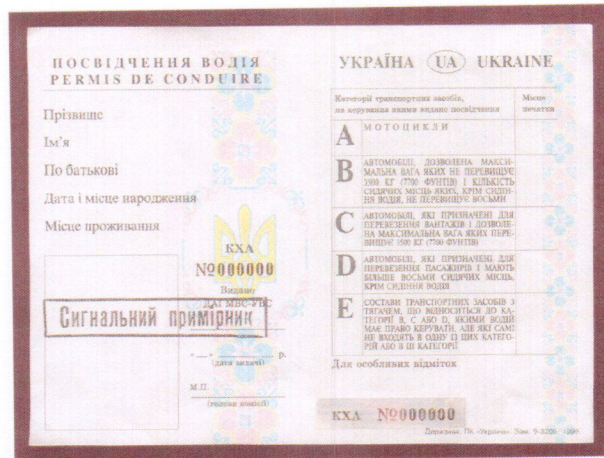 ПОСВІДЧЕННЯ ВОДІЯ
PERMIS DE CONDUIRE
Прізвище
Ім'я
По батькові
Дата і місце народження
Місце проживання
КХА
№000000
Видано
ДАІ МВС-УВС
Сигнальний примірник
р.
(дата видачі)
М.П.
УКРАЇНА UA UKRAINE
Категорії транспортних засобів,
на керування якими видано посвідчення
Місце
печатки
A МОТОЦИКЛИ
B АВТОМОБІЛІ, ДОЗВОЛЕНА МАКСИ-
МАЛЬНА ВАГА ЯКИХ НЕ ПЕРЕВИЩУЄ
3500 КГ (7700 ФУНТІВ) І КІЛЬКІСТЬ
СИДЯЧИХ МІСЦЬ ЯКИХ, КРІМ СИДІН-
НЯ ВОДІЯ, НЕ ПЕРЕВИЩУЄ ВОСЬМИ
C АВТОМОБІЛІ, ЯКІ ПРИЗНАЧЕНІ ДЛЯ
ПЕРЕВЕЗЕННЯ ВАНТАЖІВ І ДОЗВОЛЕ-
НА МАКСИМАЛЬНА ВАГА ЯКИХ ПЕРЕ-
ВИЩУЄ 3500 КГ (7700 ФУНТІВ)
D АВТОМОБІЛІ, ЯКІ ПРИЗНАЧЕНІ ДЛЯ
ПЕРЕВЕЗЕННЯ ПАСАЖИРІВ І МАЮТЬ
БІЛЬШЕ ВОСЬМИ СИДЯЧИХ МІСЦЬ,
КРІМ СИДІННЯ ВОДІЯ
E СОСТАВИ ТРАНСПОРТНИХ ЗАСОБІВ З
ТЯГАЧЕМ, ЩО ВІДНОСИТЬСЯ ДО КА-
ТЕГОРІЇ B, C АБО D, ЯКИМИ ВОДІЙ
МАЄ ПРАВО КЕРУВАТИ, АЛЕ ЯКІ САМІ
НЕ ВХОДЯТЬ В ОДНУ ІЗ ЦИХ КАТЕГО-
РІЙ АБО В ЦІ КАТЕГОРІЇ
Для особливих відміток
КХА №000000